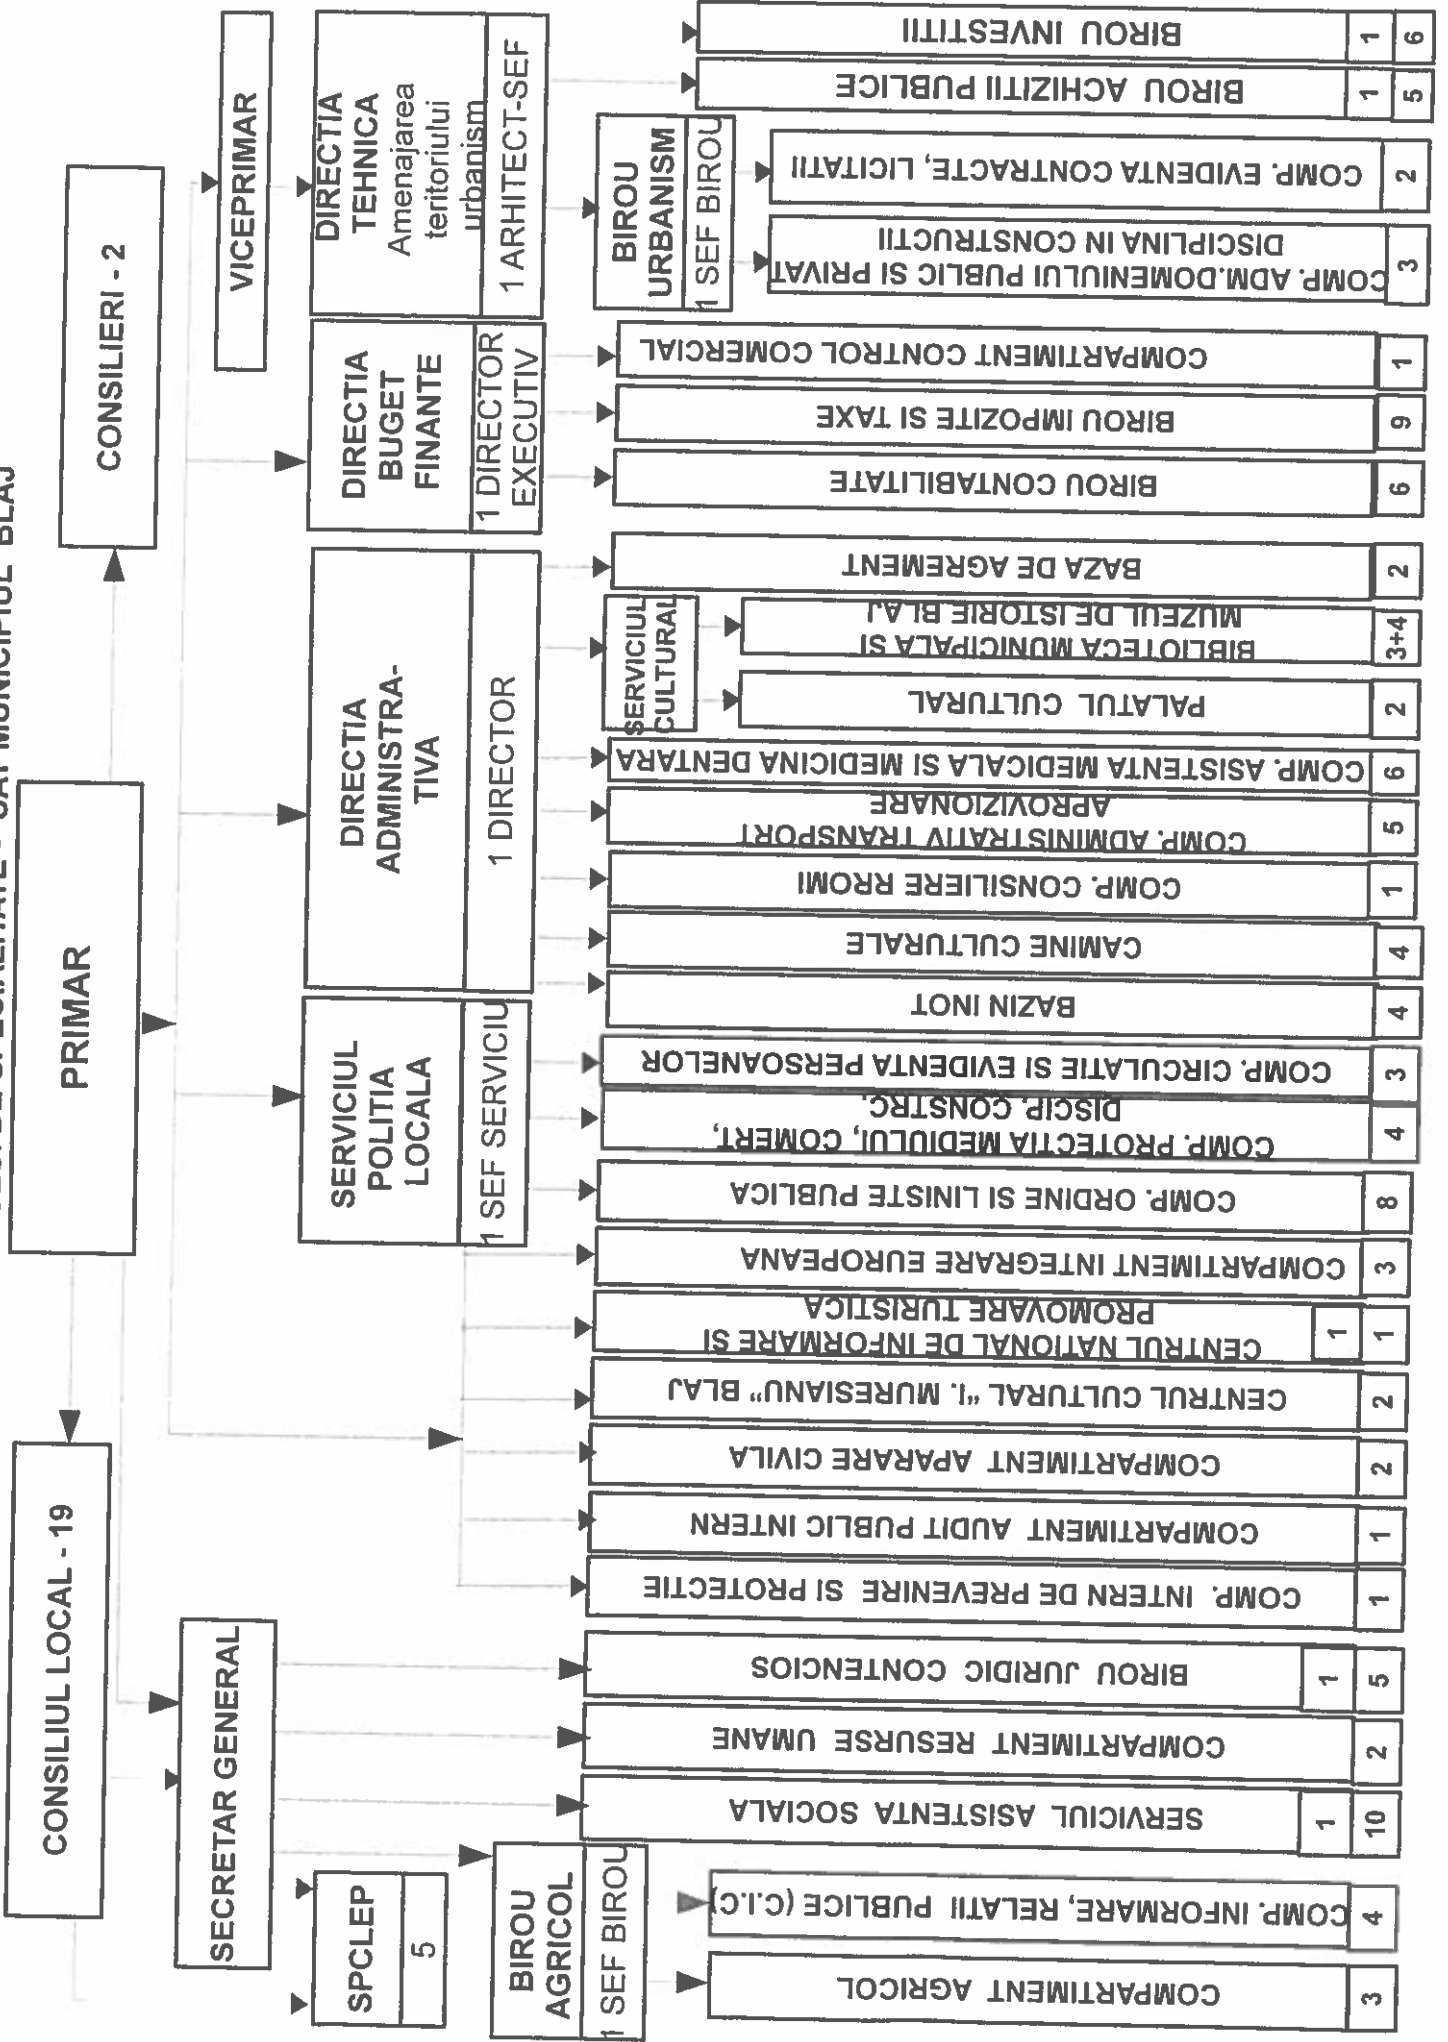 PRIMAR
CONSILIUL LOCAL - 19
CONSILIERI - 2
SECRETAR GENERAL
VICEPRIMAR
SPCLEP
5
BIROU
AGRICOL
1 SEF BIROU
SERVICIUL
POLITIA
LOCALA
1 SEF SERVICIU
DIRECTIA
ADMINISTRA-
TIVA
1 DIRECTOR
DIRECTIA
BUGET
FINANTE
1 DIRECTOR
EXECUTIV
DIRECTIA
TEHNICA
Amenajarea
teritoriului
urbanism
1 ARHITECT-SEF
SERVICIUL
CULTURAL
BIROU
URBANISM
1 SEF BIROU
COMPARTIMENT AGRICOL
3
COMP. INFORMARE, RELATII PUBLICE (C.I.C)
4
SERVICIUL ASISTENTA SOCIALA
1
10
COMPARTIMENT RESURSE UMANE
2
BIROU JURIDIC CONTENCIOS
1
5
COMP. INTERN DE PREVENIRE SI PROTECTIE
1
COMPARTIMENT AUDIT PUBLIC INTERN
1
COMPARTIMENT APARARE CIVILA
2
CENTRUL CULTURAL "I. MURESIANU" BLAJ
2
CENTRUL NATIONAL DE INFORMARE SI
PROMOVARE TURISTICA
1
1
COMPARTIMENT INTEGRARE EUROPEANA
3
COMP. ORDINE SI LINISTE PUBLICA
8
COMP. PROTECTIA MEDIULUI, COMERT,
DISCIP. CONSTRC.
4
COMP. CIRCULATIE SI EVIDENTA PERSOANELOR
3
BAZIN INOT
4
CAMINE CULTURALE
4
COMP. CONSILIERE RROMI
1
COMP. ADMINISTRATIV TRANSPORT
APROVIZIONARE
5
COMP. ASISTENTA MEDICALA SI MEDICINA DENTARA
6
PALATUL CULTURAL
2
BIBLIOTECA MUNICIPALA SI
MUZEUL DE ISTORIE BLAJ
3+4
BAZA DE AGREMENT
2
BIROU CONTABILITATE
6
BIROU IMPOZITE SI TAXE
9
COMPARTIMENT CONTROL COMERCIAL
1
COMP. ADM.DOMENIULUI PUBLIC SI PRIVAT
DISCIPLINA IN CONSTRUCTII
3
COMP. EVIDENTA CONTRACTE, LICITATII
2
BIROU ACHIZITII PUBLICE
1
5
BIROU INVESTITII
1
6